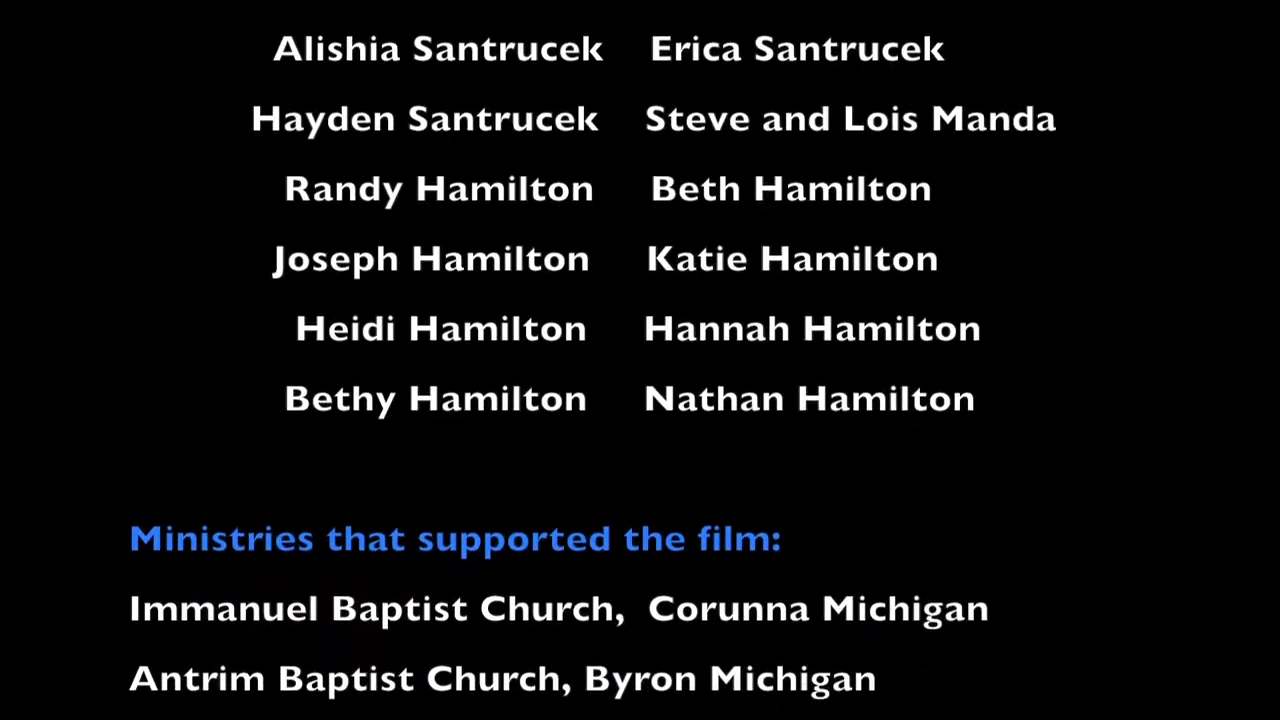 Alishia Santrucek Erica Santrucek
Hayden Santrucek Steve and Lois Manda
Randy Hamilton Beth Hamilton
Joseph Hamilton Katie Hamilton
Heidi Hamilton Hannah Hamilton
Bethy Hamilton Nathan Hamilton
Ministries that supported the film:
Immanuel Baptist Church, Corunna Michigan
Antrim Baptist Church, Byron Michigan